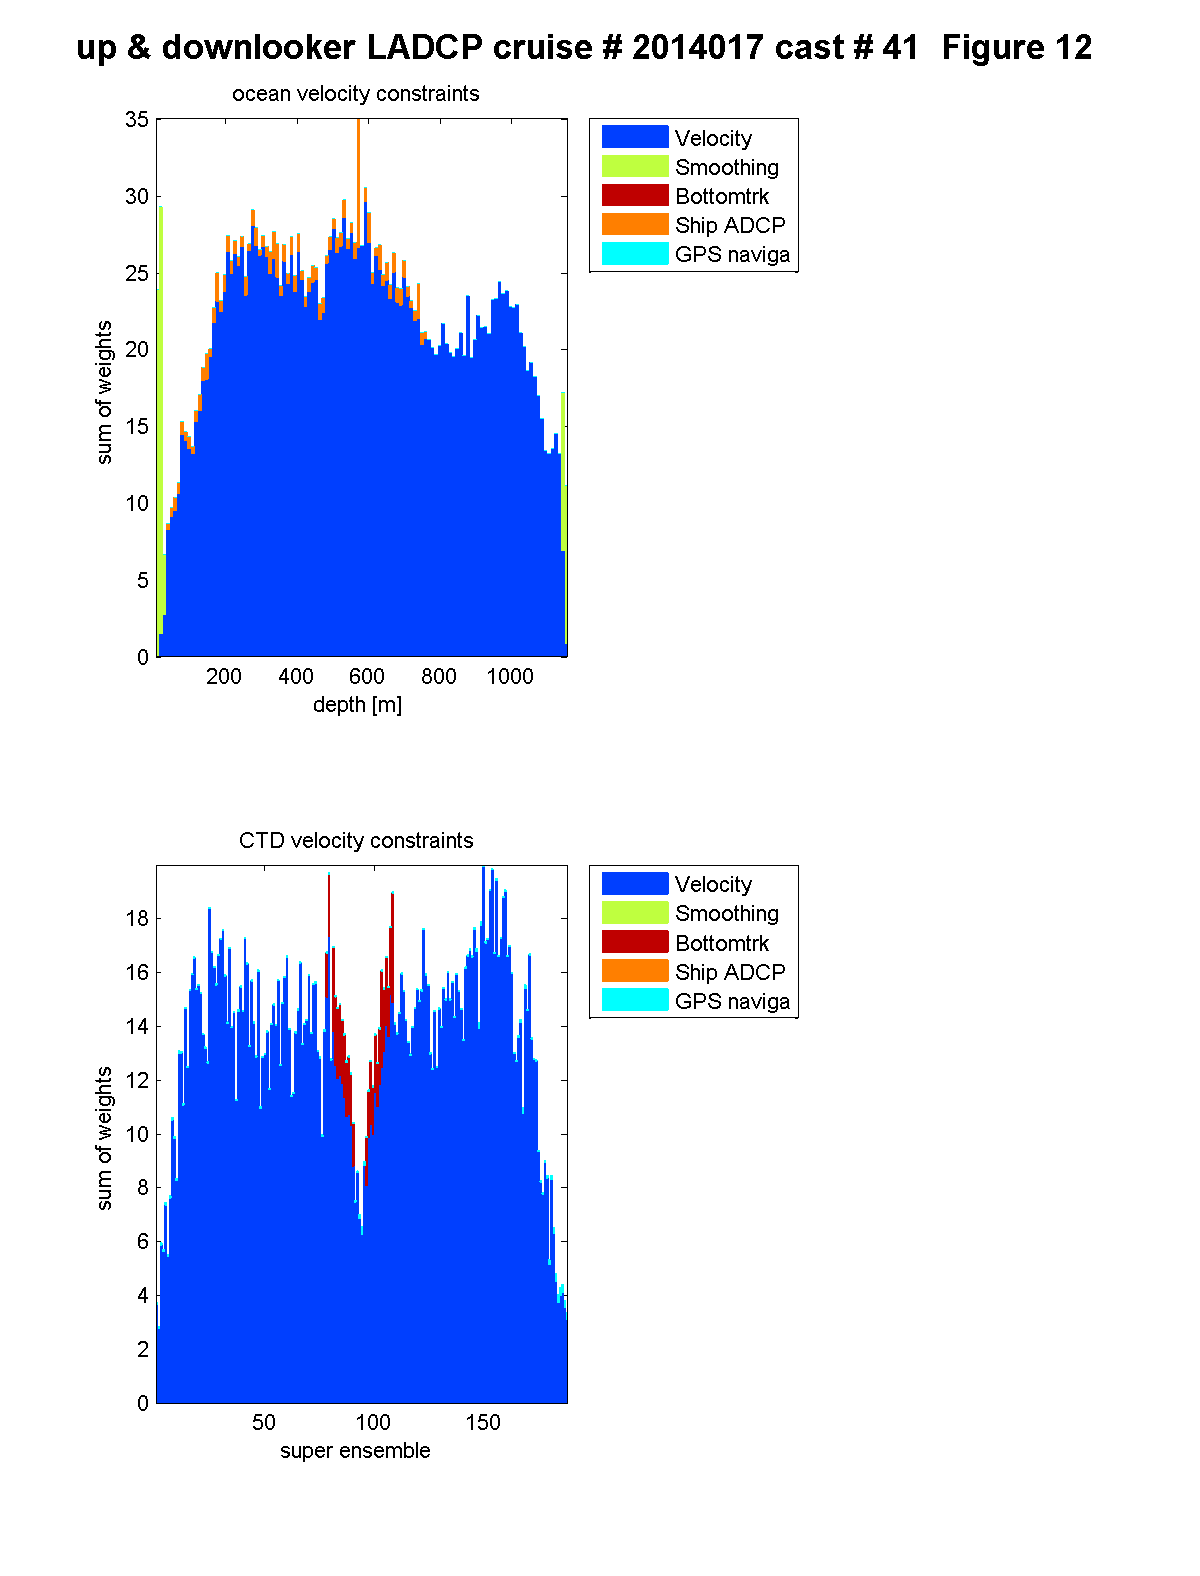 up & downlooker LADCP cruise # 2014017 cast # 41  Figure 12
ocean velocity constraints
35
30
25
20
15
10
5
0
sum of weights
200 400 600 800 1000
depth [m]
Velocity
Smoothing
Bottomtrk
Ship ADCP
GPS naviga
CTD velocity constraints
18
16
14
12
10
8
6
4
2
0
sum of weights
50 100 150
super ensemble
Velocity
Smoothing
Bottomtrk
Ship ADCP
GPS naviga